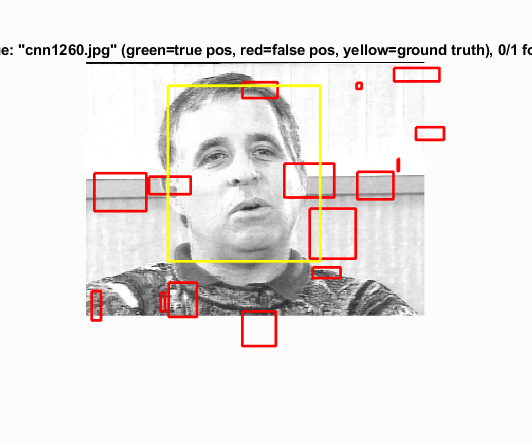 e: "cnn1260.jpg" (green=true pos, red=false pos, yellow=ground truth), 0/1 fo